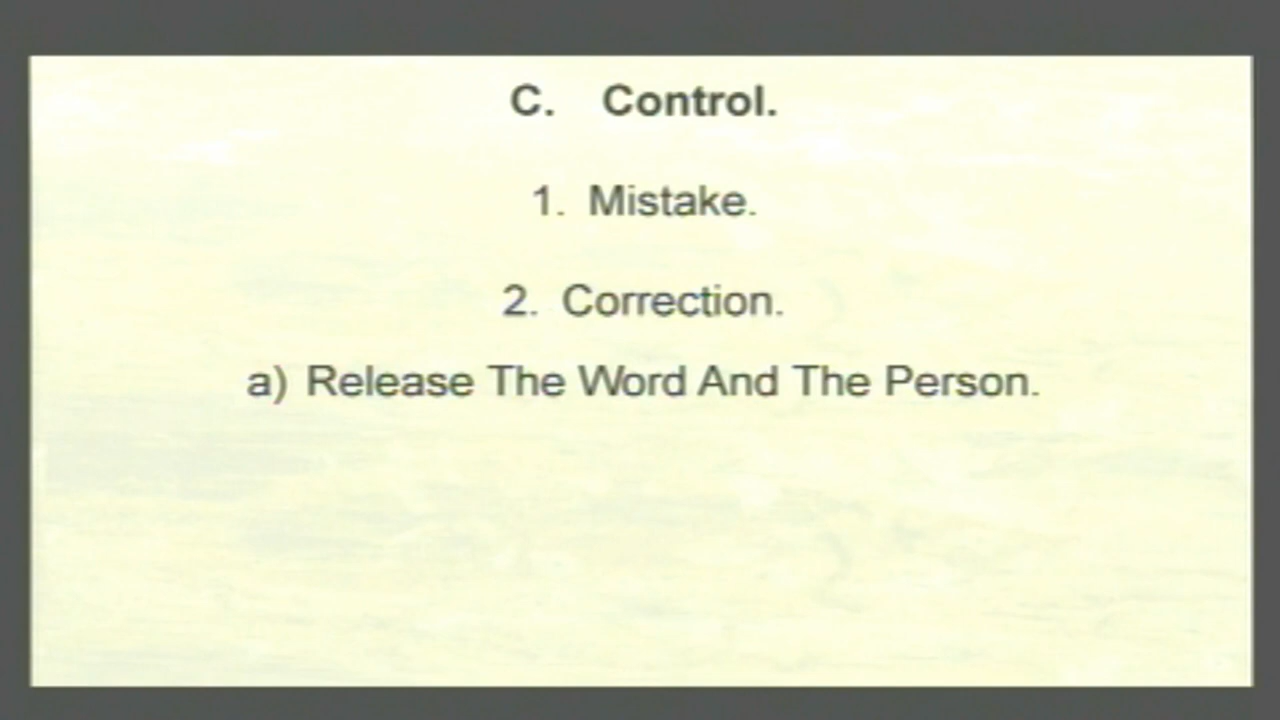 C. Control.
1. Mistake.
2. Correction.
a) Release The Word And The Person.